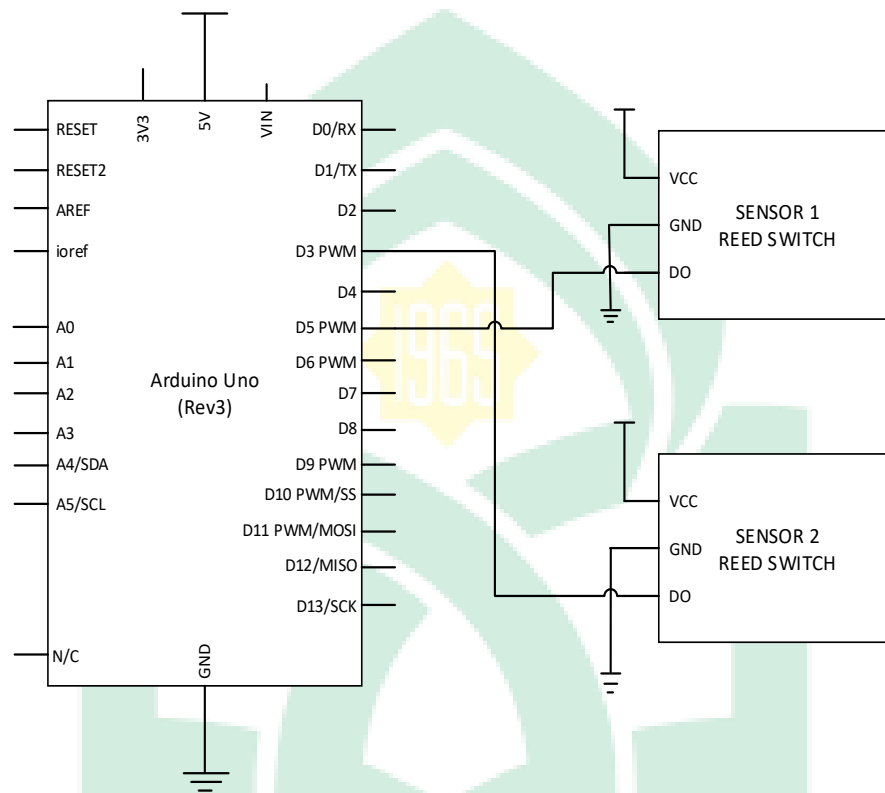 3V3
5V
VIN
RESET
RESET2
AREF
ioref
A0
A1
A2
A3
A4/SDA
A5/SCL
N/C
Arduino Uno
(Rev3)
D0/RX
D1/TX
D2
D3 PWM
D4
D5 PWM
D6 PWM
D7
D8
D9 PWM
D10 PWM/SS
D11 PWM/MOSI
D12/MISO
D13/SCK
GND
1965
VCC
GND
DO
SENSOR 1
REED SWITCH
VCC
GND
DO
SENSOR 2
REED SWITCH